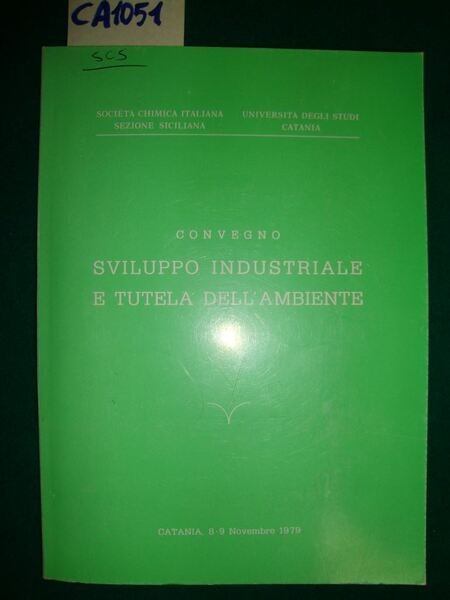 CA1051
SCS
SOCIETÀ CHIMICA ITALIANA
SEZIONE SICILIANA
UNIVERSITÀ DEGLI STUDI
CATANIA
CONVEGNO
SVILUPPO INDUSTRIALE
E TUTELA DELL'AMBIENTE
CATANIA, 8-9 Novembre 1979